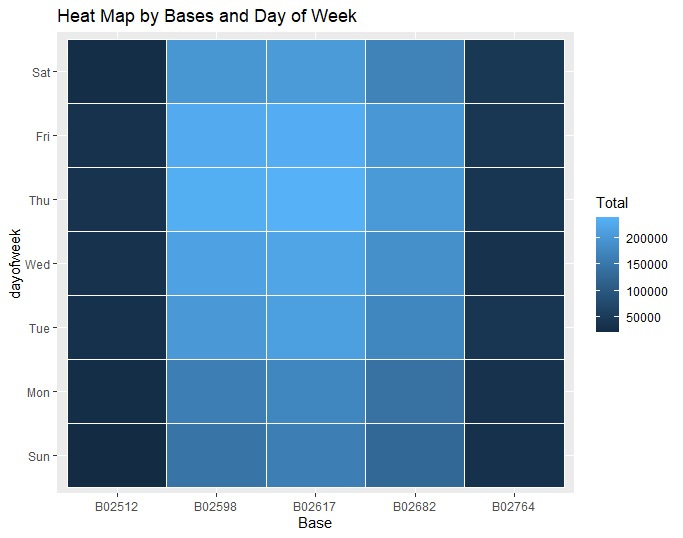 Heat Map by Bases and Day of Week
Sat
Fri
Thu
Wed
Tue
Mon
Sun
dayofweek
B02512 B02598 B02617 B02682 B02764
Base
Total
200000
150000
100000
50000